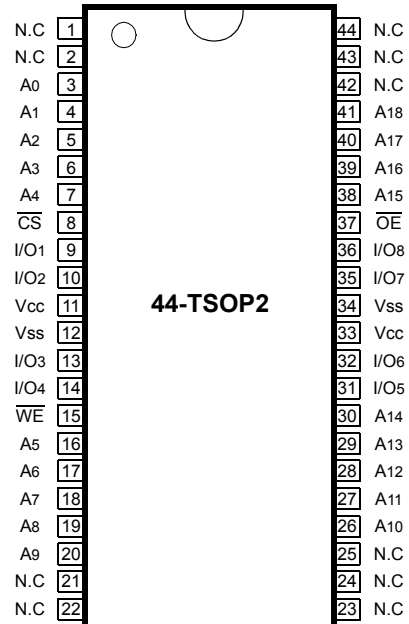 N.C 1 44 N.C
N.C 2 43 N.C
A0 3 42 N.C
A1 4 41 A18
A2 5 40 A17
A3 6 39 A16
A4 7 38 A15
CS 8 37 OE
I/O1 9 36 I/O8
I/O2 10 35 I/O7
Vcc 11 44-TSOP2 34 Vss
Vss 12 33 Vcc
I/O3 13 32 I/O6
I/O4 14 31 I/O5
WE 15 30 A14
A5 16 29 A13
A6 17 28 A12
A7 18 27 A11
A8 19 26 A10
A9 20 25 N.C
N.C 21 24 N.C
N.C 22 23 N.C